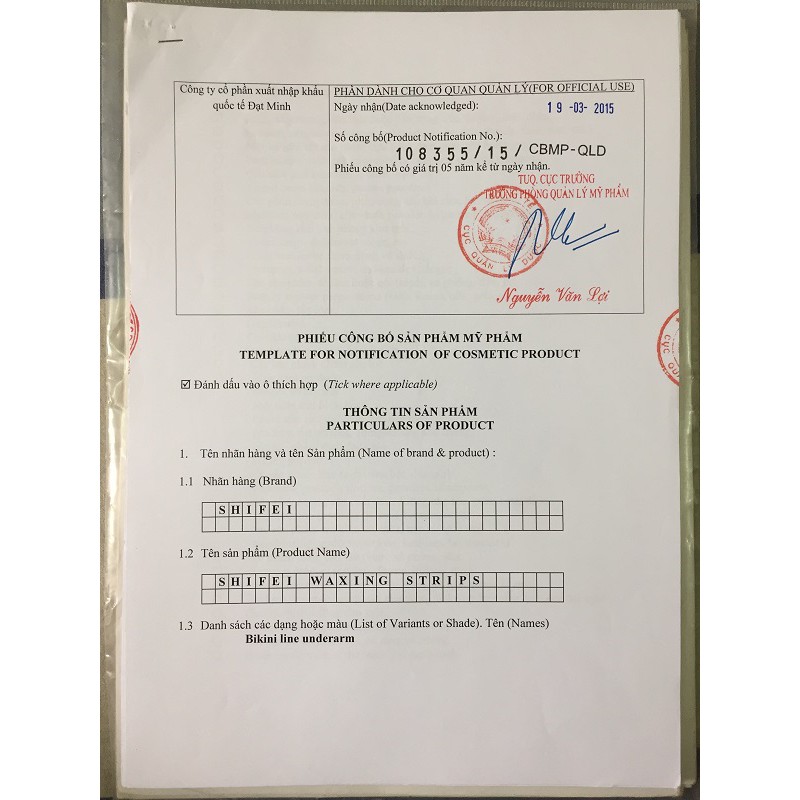 Công ty cổ phần xuất nhập khẩu
quốc tế Đạt Minh
PHẦN DÀNH CHO CƠ QUAN QUẢN LÝ(FOR OFFICIAL USE)
Ngày nhận(Date acknowledged):
19 -03- 2015
Số công bố(Product Notification No.):
108355/15/ CBMP-QLD
Phiếu công bố có giá trị 05 năm kể từ ngày nhận.
TUQ. CỤC TRƯỞNG
TRƯỞNG PHÒNG QUẢN LÝ MỸ PHẨM
CỤC QUẢN LÝ DƯỢC
Nguyễn Văn Lợi
PHIẾU CÔNG BỐ SẢN PHẨM MỸ PHẨM
TEMPLATE FOR NOTIFICATION OF COSMETIC PRODUCT
☑ Đánh dấu vào ô thích hợp (Tick where applicable)
THÔNG TIN SẢN PHẨM
PARTICULARS OF PRODUCT
1. Tên nhãn hàng và tên Sản phẩm (Name of brand & product) :
1.1 Nhãn hàng (Brand)
SHIFEI
1.2 Tên sản phẩm (Product Name)
SHIFEI WAXING STRIPS
1.3 Danh sách các dạng hoặc màu (List of Variants or Shade). Tên (Names)
Bikini line underarm